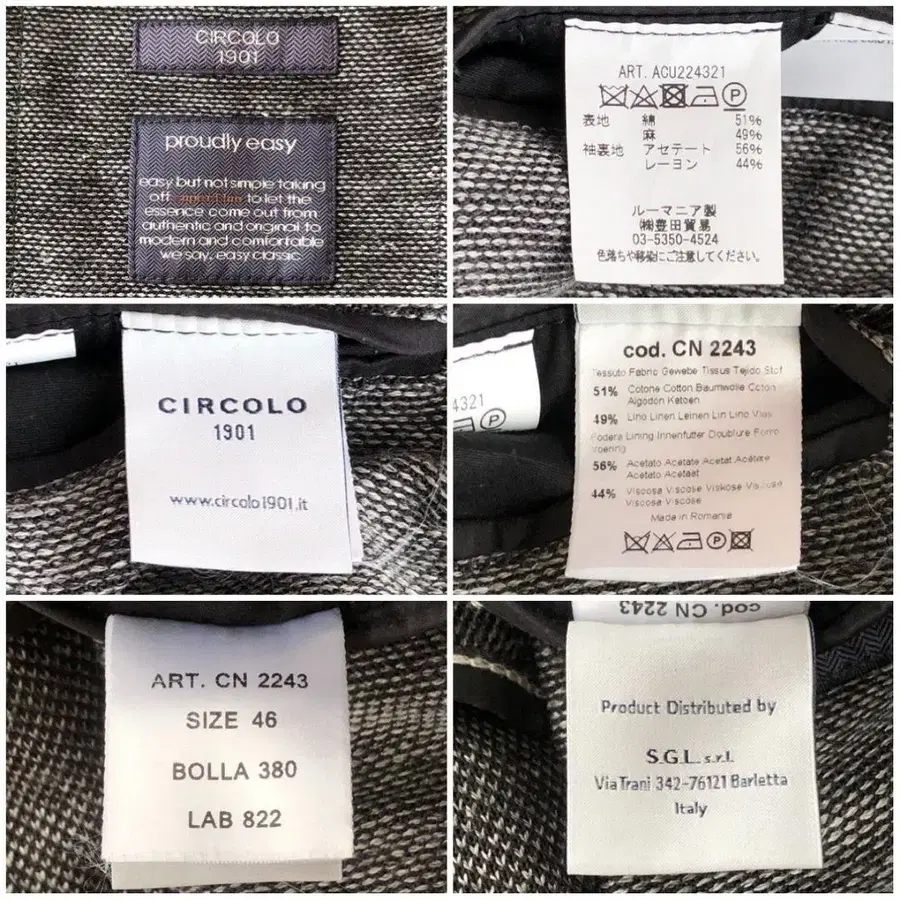 CIRCOLO
1901
proudly easy
easy but not simple taking
off superfluo to let the
essence come out from
authentic and original to
modern and comfortable
we say, easy classic.
ART. ACU224321
P
表地 綿 51%
麻 49%
袖裏地 アセテート 56%
レーヨン 44%
ルーマニア製
㈱豊田貿易
03-5350-4524
色落ちや移染にご注意してください。
CIRCOLO
1901
www.circolo1901.it
4321
P
cod. CN 2243
Tessuto Fabric Gewebe Tissus Tejido Stof
51% Cotone Cotton Baumwolle Coton
Algodón Katoen
49% Lino Linen Leinen Lin Lino Vlas
Fodera Lining Innenfutter Doublure Forro
Voering
56% Acetato Acetate Acetat Acétate
Acetato Acetaat
44% Viscosa Viscose Viskose Viscose
Viscosa Viscose
Made in Romania
P
ART. CN 2243
SIZE 46
BOLLA 380
LAB 822
cod. CN 2243
Product Distributed by
S.G.L. s.r.l.
Via Trani 342-76121 Barletta
Italy